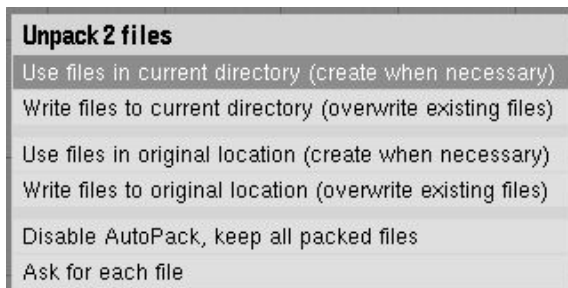 Unpack 2 files
Use files in current directory (create when necessary)
Write files to current directory (overwrite existing files)
Use files in original location (create when necessary)
Write files to original location (overwrite existing files)
Disable AutoPack, keep all packed files
Ask for each file